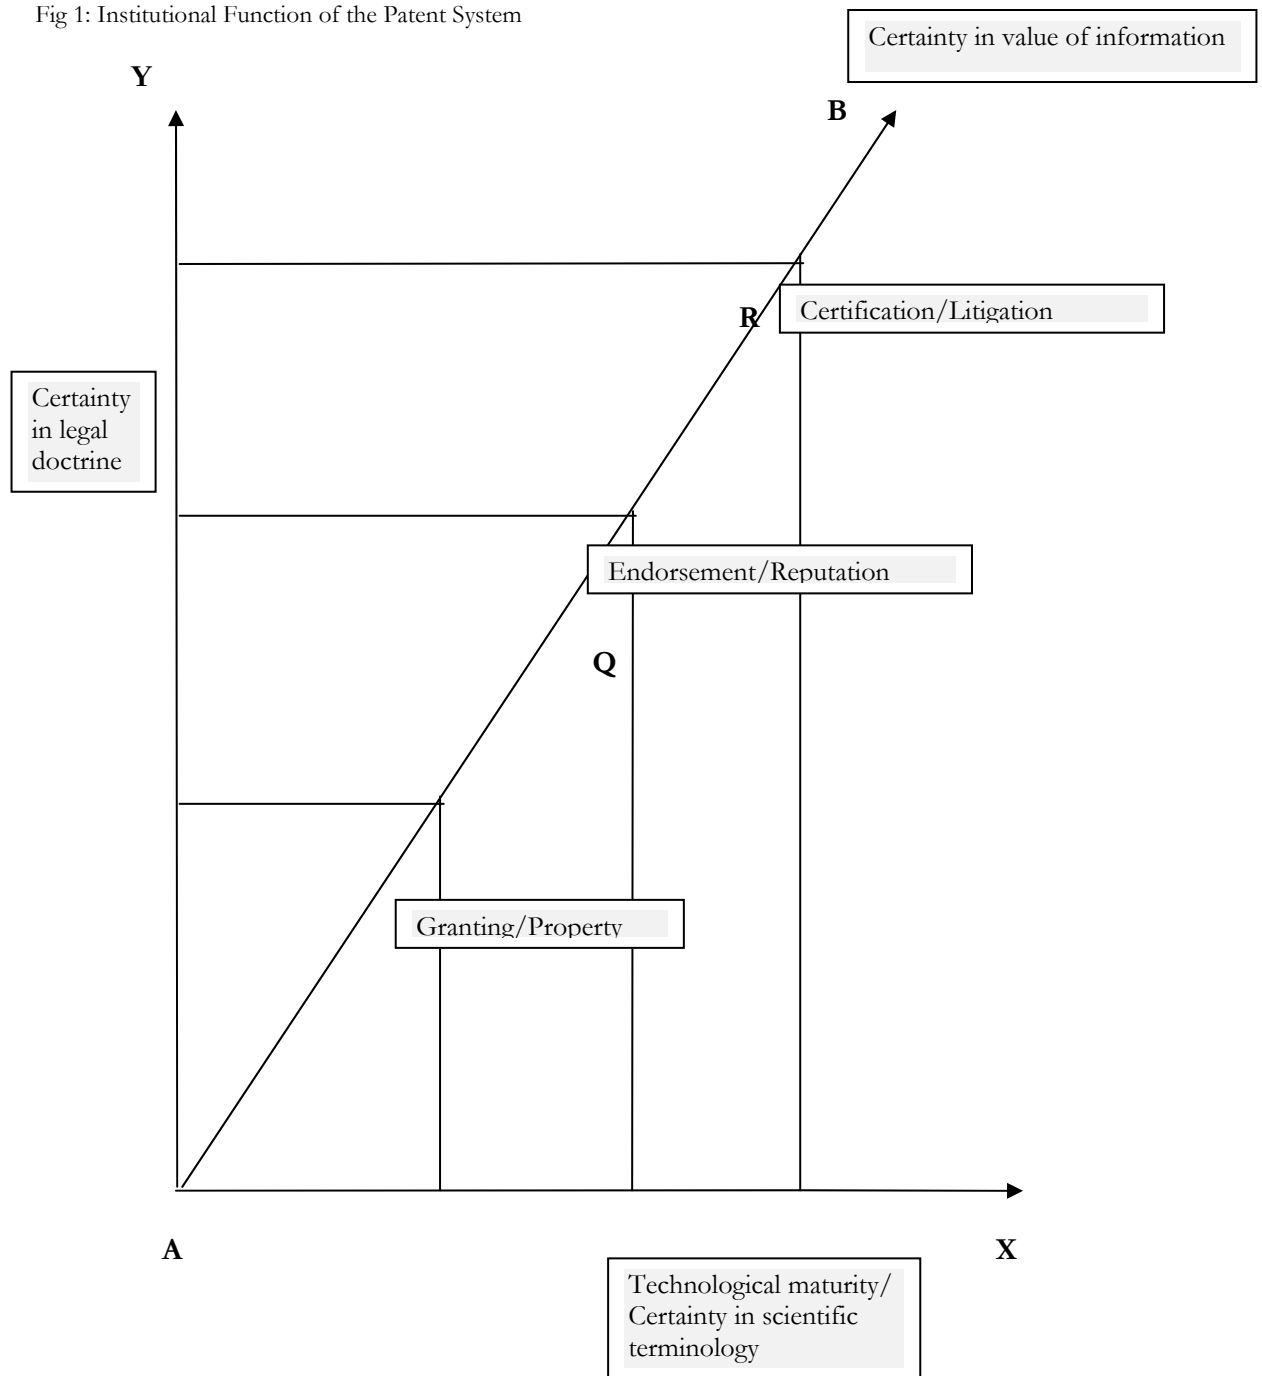 Fig 1: Institutional Function of the Patent System
Certainty in value of information
Y
B
R
Certification/Litigation
Certainty
in legal
doctrine
Endorsement/Reputation
Q
Granting/Property
A
X
Technological maturity/
Certainty in scientific
terminology